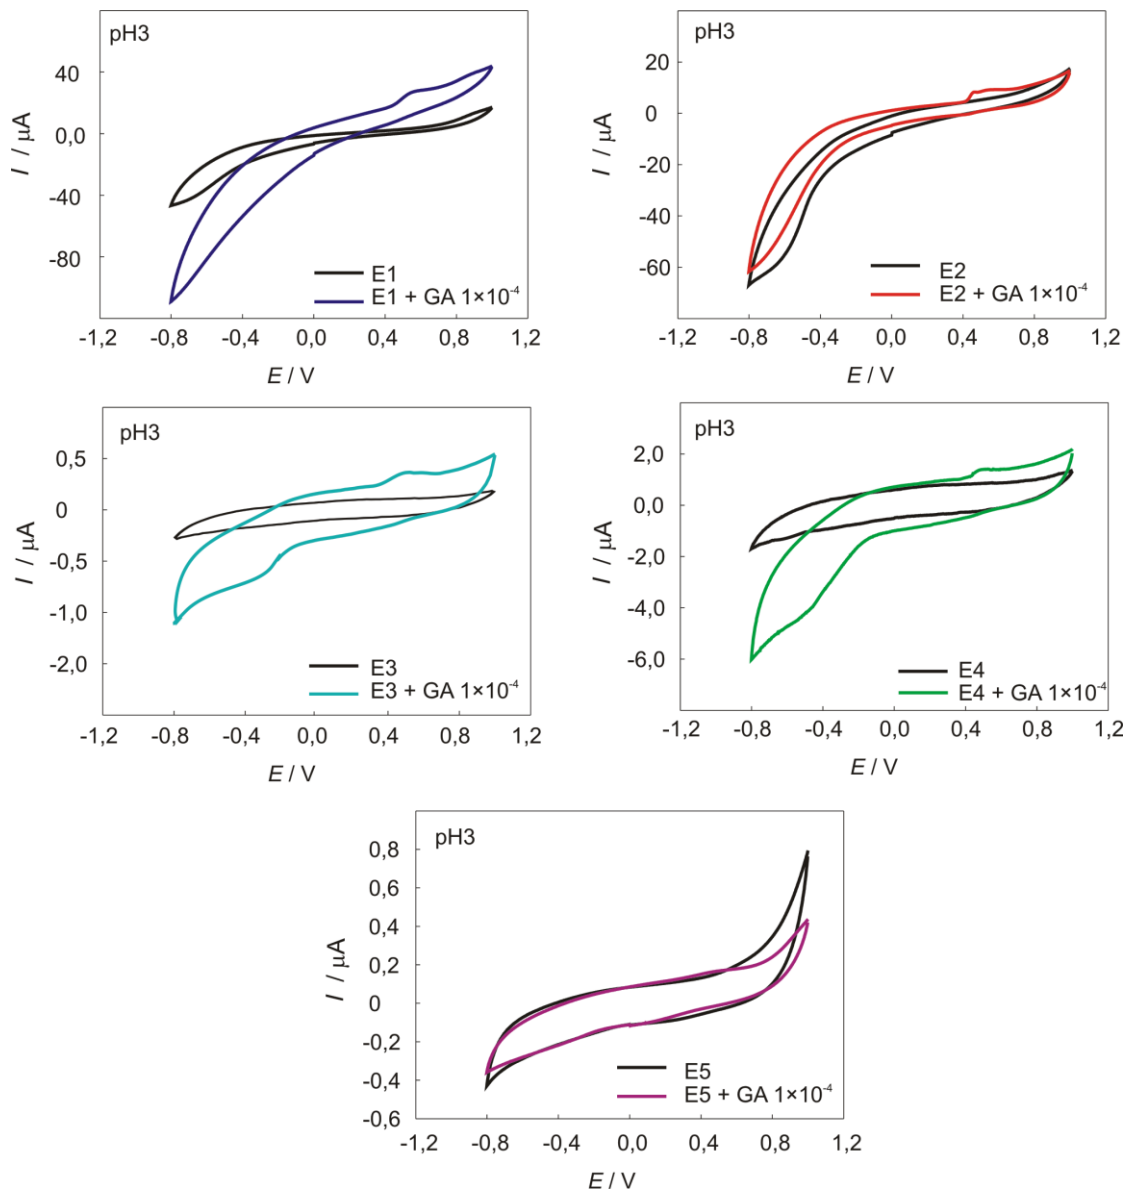 pH3
40
0,0
-40
-80
I / µA
E1
E1 + GA 1×10-4
-1,2 -0,8 -0,4 0,0 0,4 0,8 1,2
E / V
pH3
20
0
-20
-40
-60
I / µA
E2
E2 + GA 1×10-4
-1,2 -0,8 -0,4 0,0 0,4 0,8 1,2
E / V
pH3
0,5
0
-0,5
-1,0
-2,0
I / µA
E3
E3 + GA 1×10-4
-1,2 -0,8 -0,4 0,0 0,4 0,8 1,2
E / V
pH3
2,0
0,0
-2,0
-4,0
-6,0
I / µA
E4
E4 + GA 1×10-4
-1,2 -0,8 -0,4 0,0 0,4 0,8 1,2
E / V
pH3
0,8
0,6
0,4
0,2
0
-0,2
-0,4
-0,6
I / µA
E5
E5 + GA 1×10-4
-1,2 -0,8 -0,4 0,0 0,4 0,8 1,2
E / V